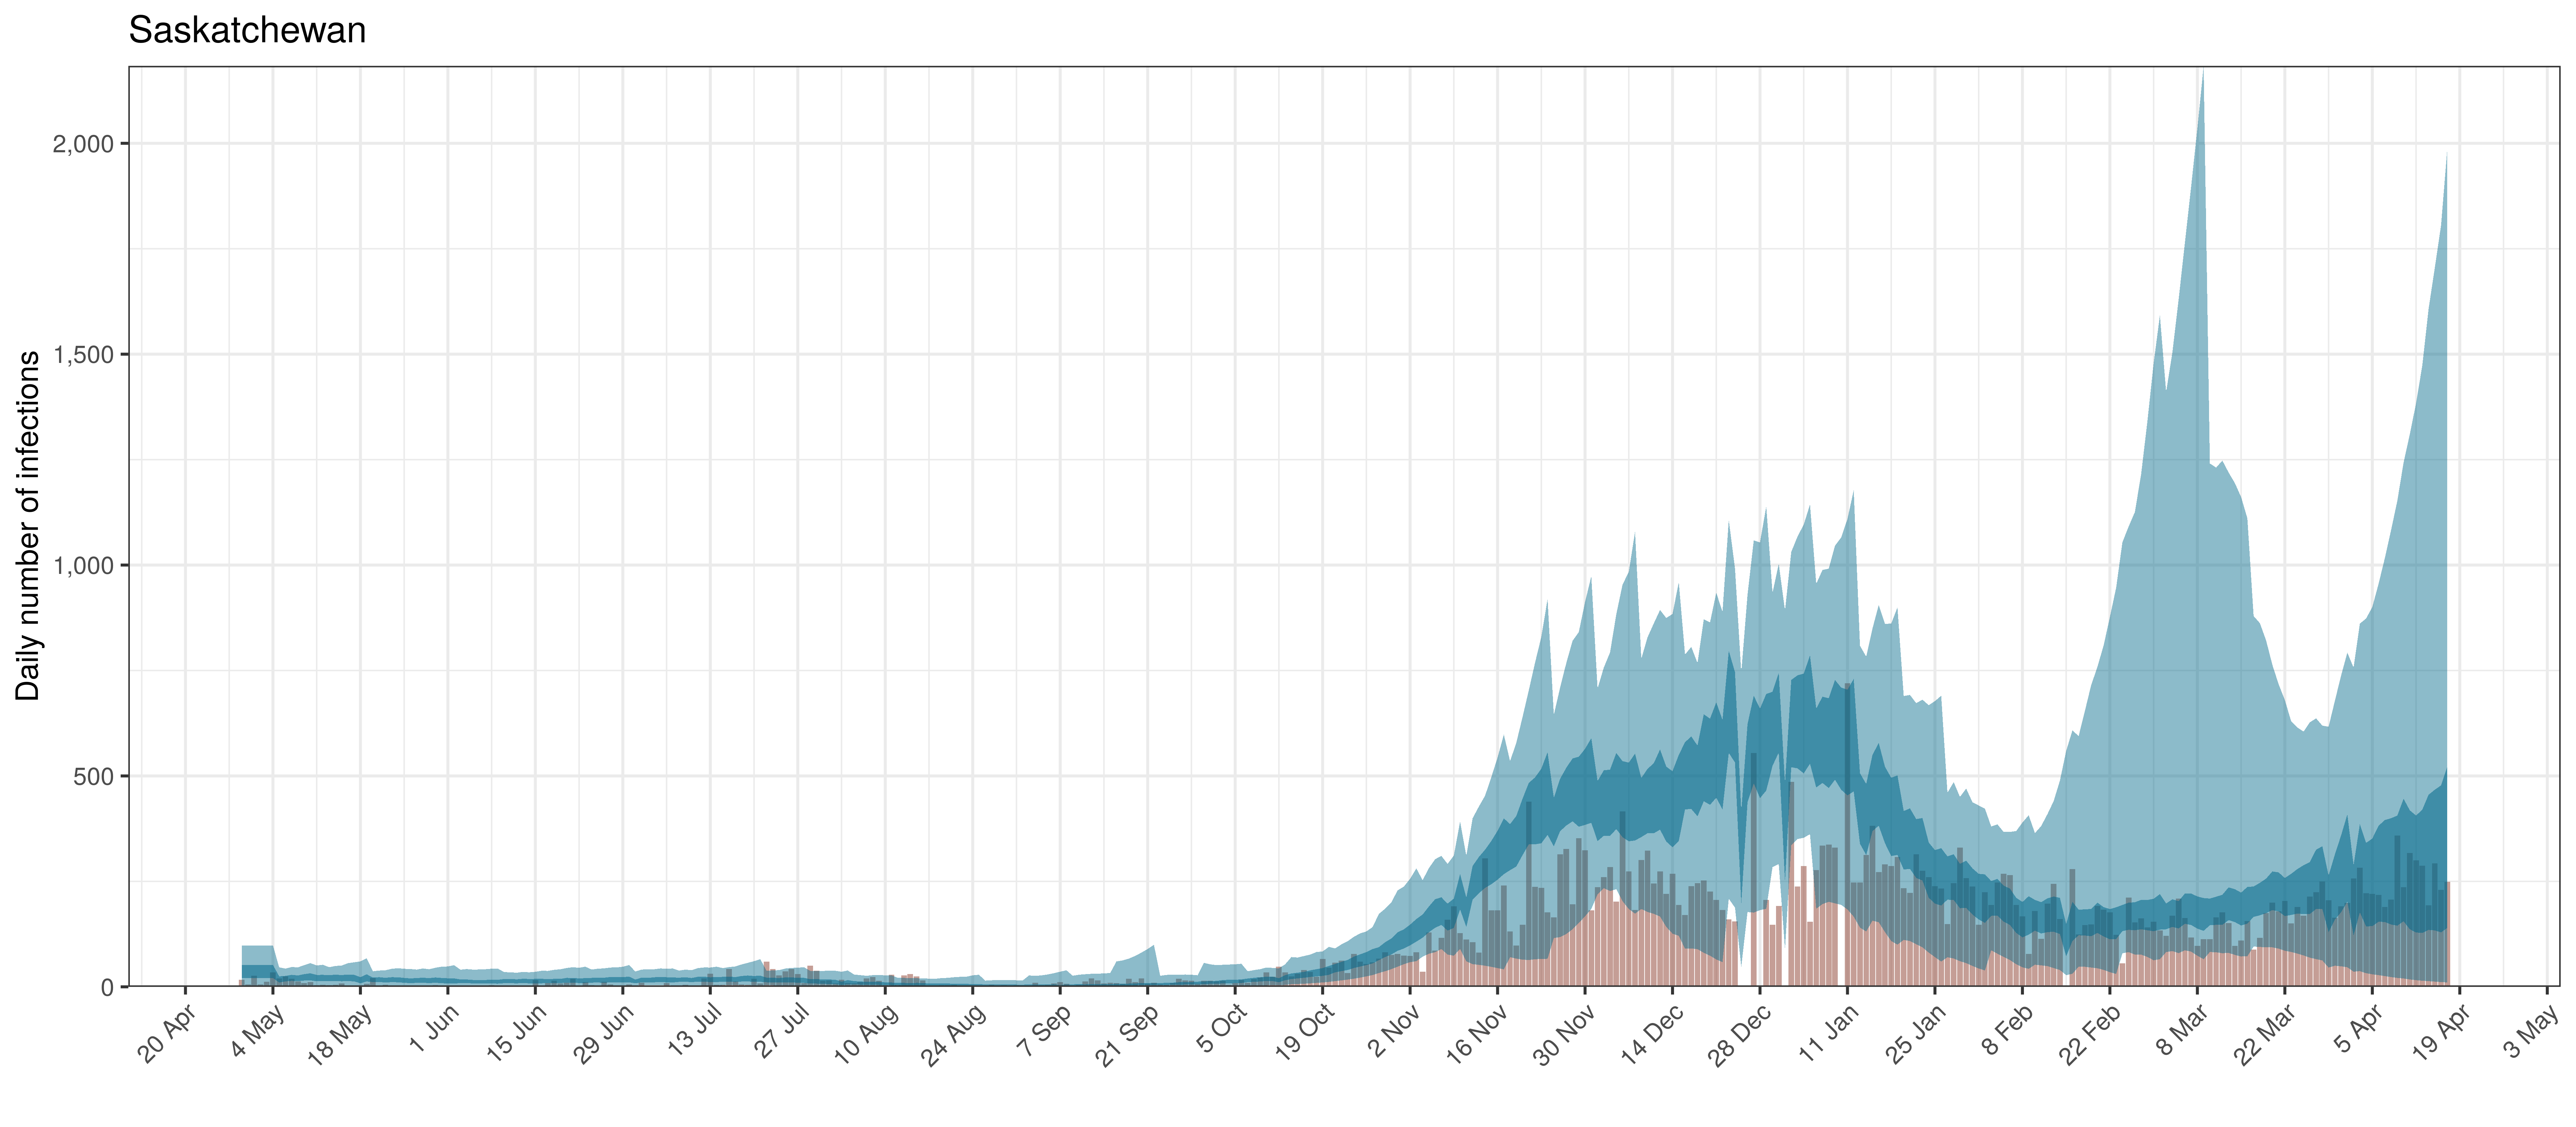 Saskatchewan
Daily number of infections
2,000
1,500
1,000
500
0
20 Apr
4 May
18 May
1 Jun
15 Jun
29 Jun
13 Jul
27 Jul
10 Aug
24 Aug
7 Sep
21 Sep
5 Oct
19 Oct
2 Nov
16 Nov
30 Nov
14 Dec
28 Dec
11 Jan
25 Jan
8 Feb
22 Feb
8 Mar
22 Mar
5 Apr
19 Apr
3 May